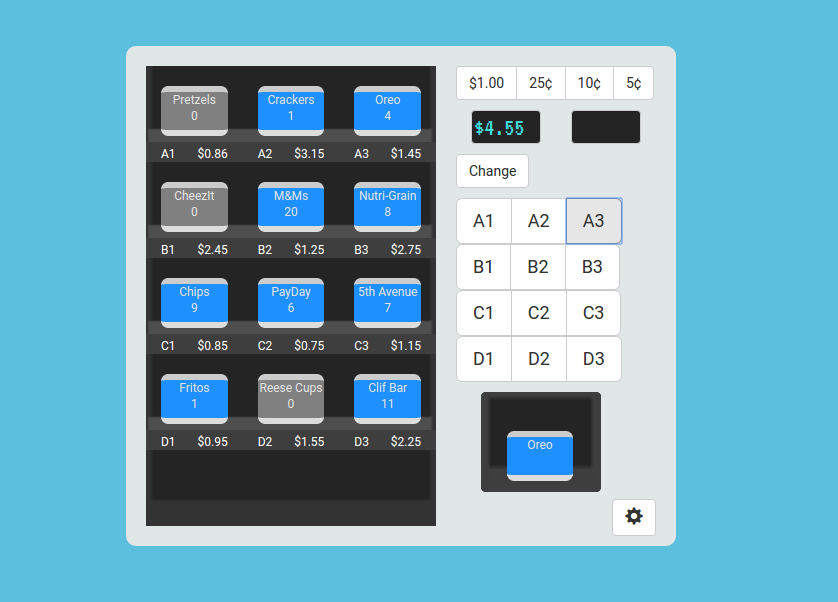 Pretzels Crackers Oreo
0 1 4
A1 $0.86 A2 $3.15 A3 $1.45
CheezIt M&Ms Nutri-Grain
0 20 8
B1 $2.45 B2 $1.25 B3 $2.75
Chips PayDay 5th Avenue
9 6 7
C1 $0.85 C2 $0.75 C3 $1.15
Fritos Reese Cups Clif Bar
1 0 11
D1 $0.95 D2 $1.55 D3 $2.25
$1.00 25¢ 10¢ 5¢
$4.55
Change
A1 A2 A3
B1 B2 B3
C1 C2 C3
D1 D2 D3
Oreo